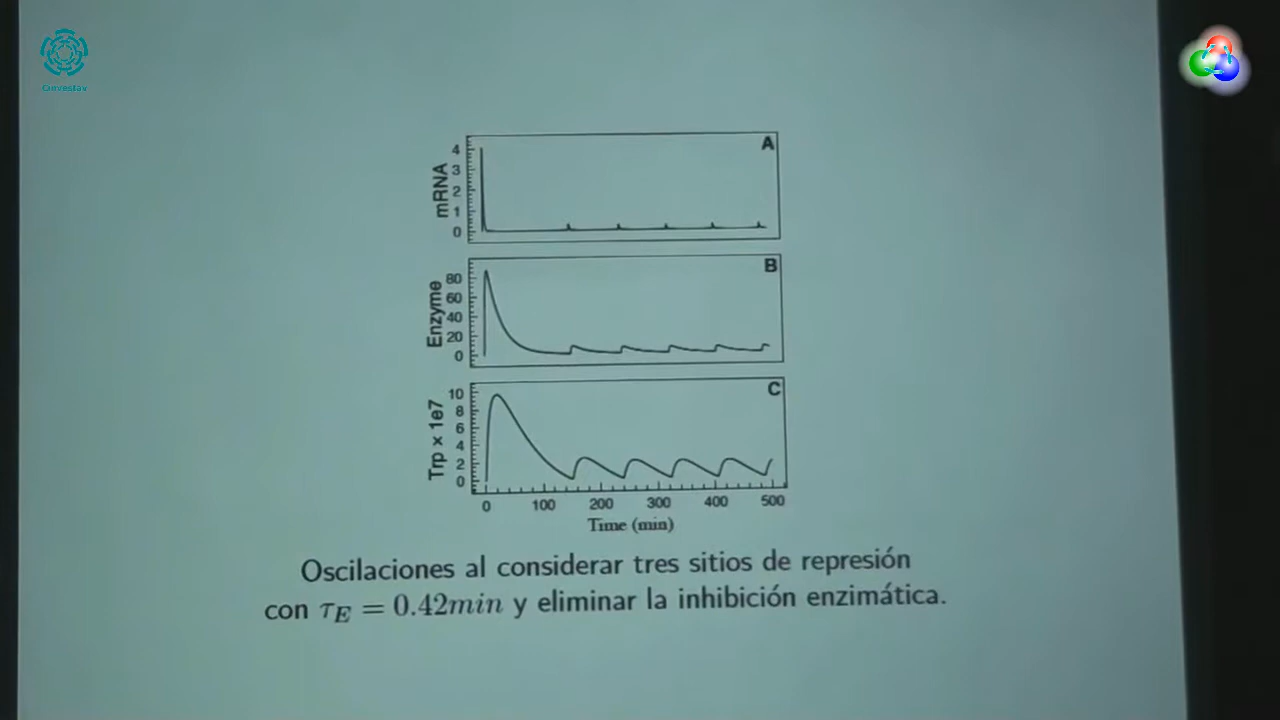 Cinvestav
A
4
3
2
1
0
mRNA
B
80
60
40
20
0
Enzyme
C
10
8
6
4
2
0
Trp x 1e7
0 100 200 300 400 500
Time (min)
Oscilaciones al considerar tres sitios de represión
con τE = 0.42min y eliminar la inhibición enzimática.